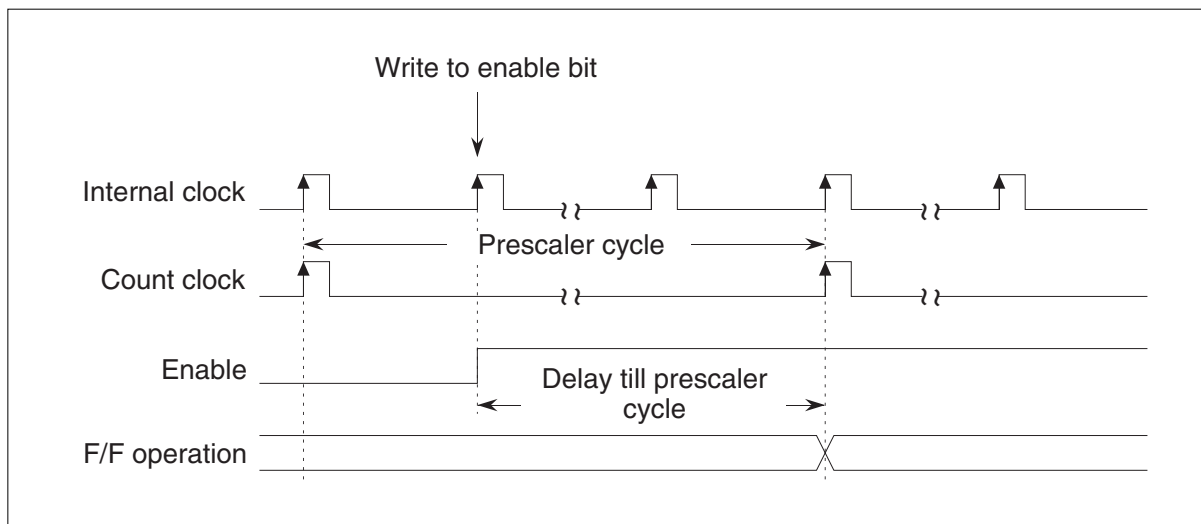 Write to enable bit
Internal clock
Prescaler cycle
Count clock
Enable
Delay till prescaler
cycle
F/F operation